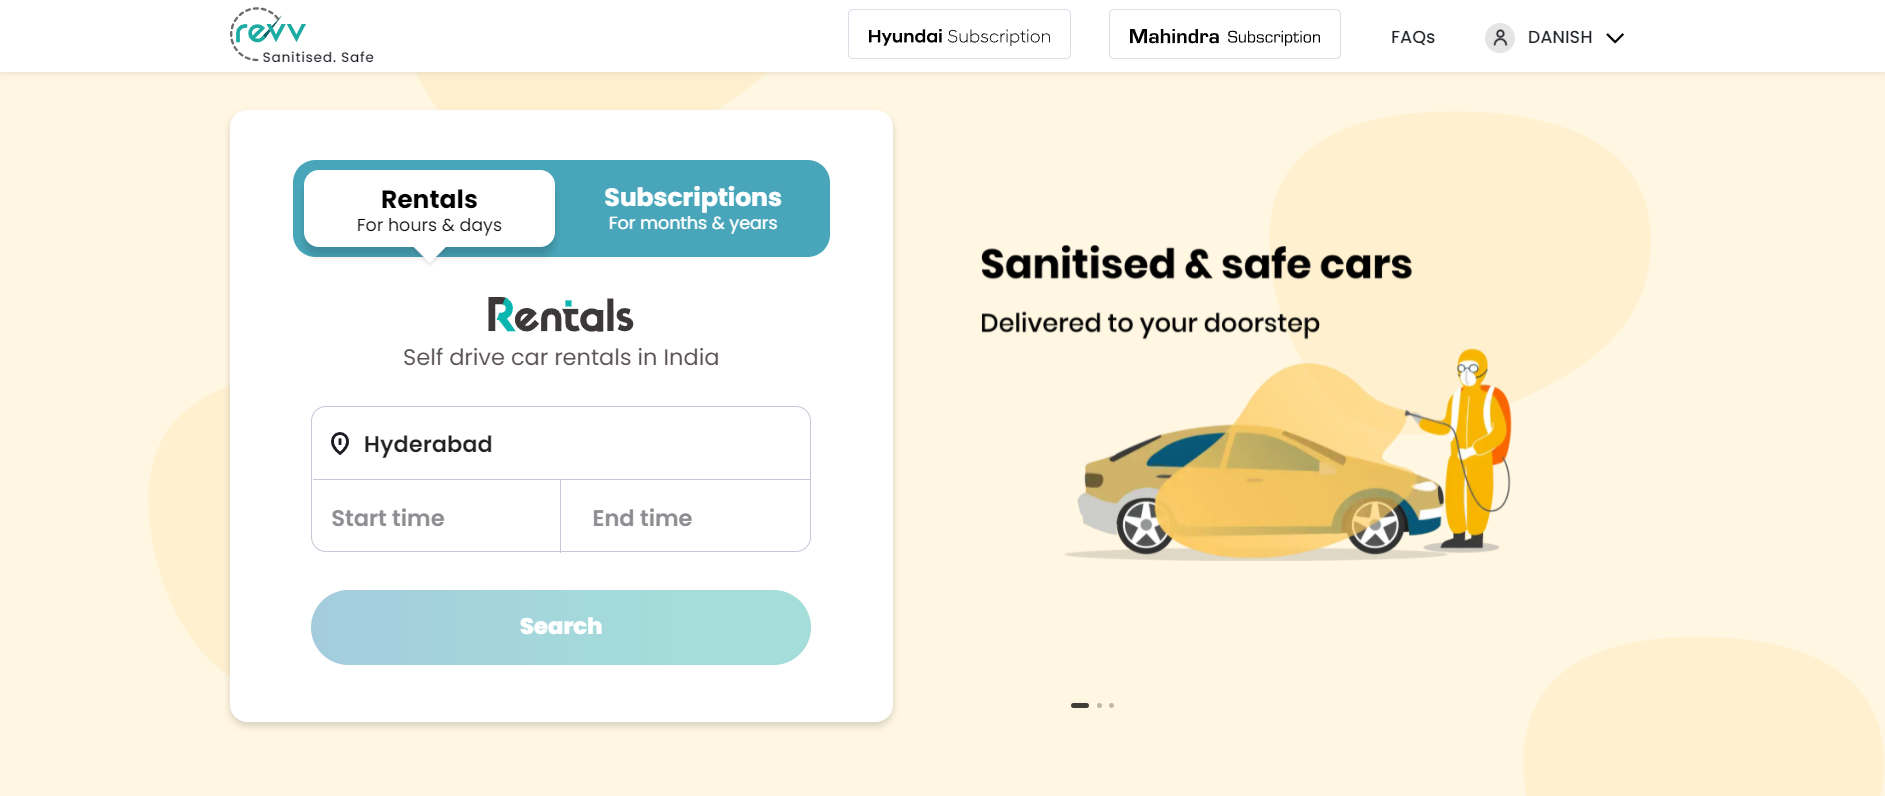 revv
Sanitised. Safe
Hyundai Subscription
Mahindra Subscription
FAQs
DANISH
Rentals
For hours & days
Subscriptions
For months & years
Rentals
Self drive car rentals in India
Hyderabad
Start time
End time
Search
Sanitised & safe cars
Delivered to your doorstep